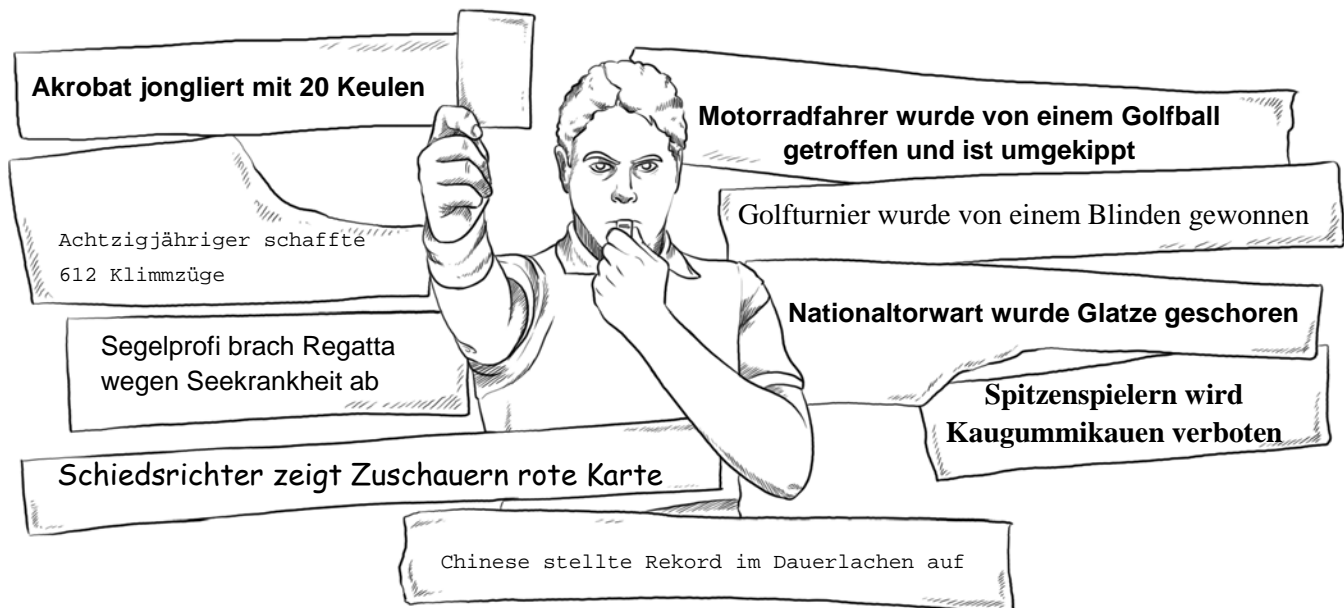 Akrobat jongliert mit 20 Keulen
Motorradfahrer wurde von einem Golfball
getroffen und ist umgekippt
Golfturnier wurde von einem Blinden gewonnen
Achtzigjähriger schaffte
612 Klimmzüge
Nationaltorwart wurde Glatze geschoren
Segelprofi brach Regatta
wegen Seekrankheit ab
Spitzenspielern wird
Kaugummikauen verboten
Schiedsrichter zeigt Zuschauern rote Karte
Chinese stellte Rekord im Dauerlachen auf